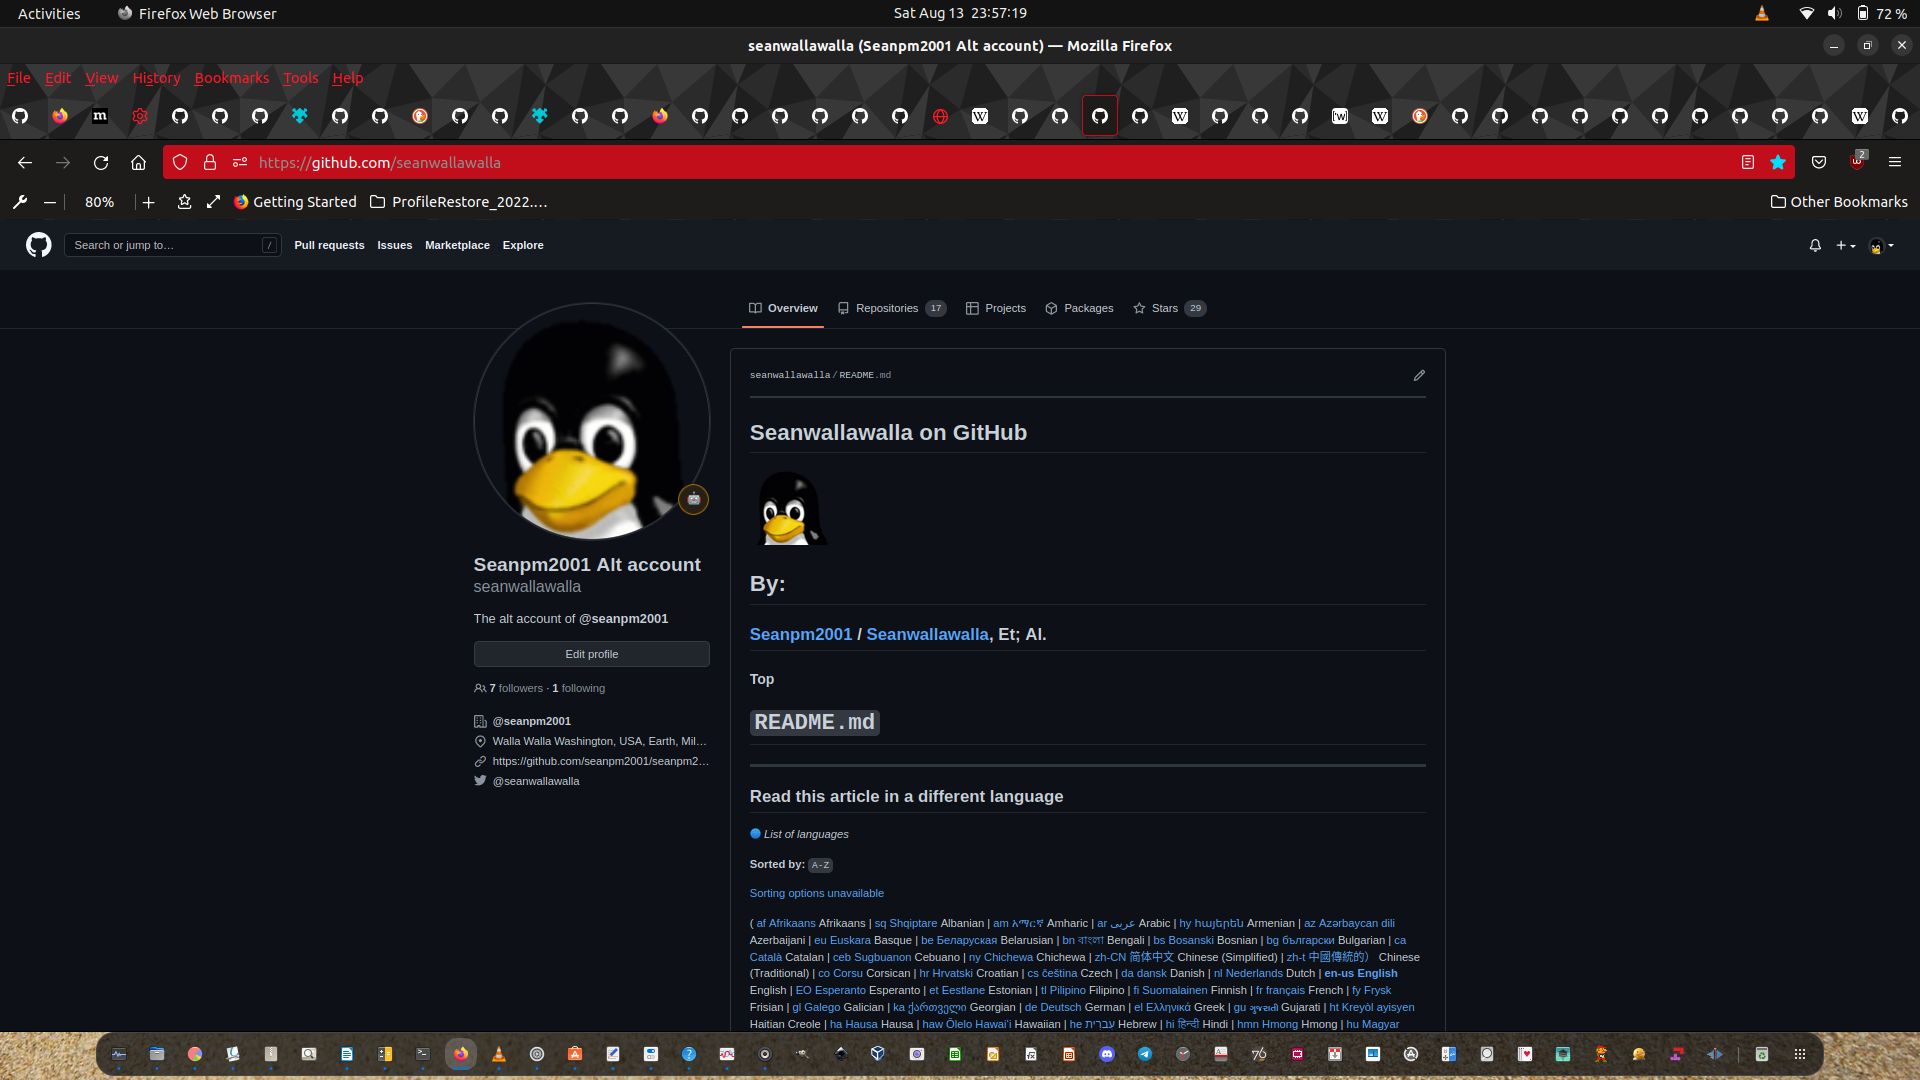 Activities Firefox Web Browser Sat Aug 13 23:57:19 72 %
seanwallawalla (Seanpm2001 Alt account) — Mozilla Firefox
File Edit View History Bookmarks Tools Help
https://github.com/seanwallawalla 2
80% Getting Started ProfileRestore_2022.... Other Bookmarks
Search or jump to... / Pull requests Issues Marketplace Explore
Overview Repositories 17 Projects Packages Stars 29
seanwallawalla / README.md
Seanwallawalla on GitHub
Seanpm2001 Alt account
seanwallawalla
The alt account of @seanpm2001
Edit profile
7 followers · 1 following
@seanpm2001
Walla Walla Washington, USA, Earth, Mil...
https://github.com/seanpm2001/seanpm2...
@seanwallawalla
By:
Seanpm2001 / Seanwallawalla, Et; Al.
Top
README.md
Read this article in a different language
List of languages
Sorted by: A-Z
Sorting options unavailable
( af Afrikaans Afrikaans | sq Shqiptare Albanian | am አማርኛ Amharic | ar عربى Arabic | hy հայերեն Armenian | az Azərbaycan dili
Azerbaijani | eu Euskara Basque | be Беларуская Belarusian | bn বাংলা Bengali | bs Bosanski Bosnian | bg български Bulgarian | ca
Català Catalan | ceb Sugbuanon Cebuano | ny Chichewa Chichewa | zh-CN 简体中文 Chinese (Simplified) | zh-t 中國傳統的） Chinese
(Traditional) | co Corsu Corsican | hr Hrvatski Croatian | cs čeština Czech | da dansk Danish | nl Nederlands Dutch | en-us English
English | EO Esperanto Esperanto | et Eestlane Estonian | tl Pilipino Filipino | fi Suomalainen Finnish | fr français French | fy Frysk
Frisian | gl Galego Galician | ka ქართველი Georgian | de Deutsch German | el Ελληνικά Greek | gu ગુજરાતી Gujarati | ht Kreyòl ayisyen
Haitian Creole | ha Hausa Hausa | haw Ōlelo Hawaiʻi Hawaiian | he עִברִית Hebrew | hi हिन्दी Hindi | hmn Hmong Hmong | hu Magyar